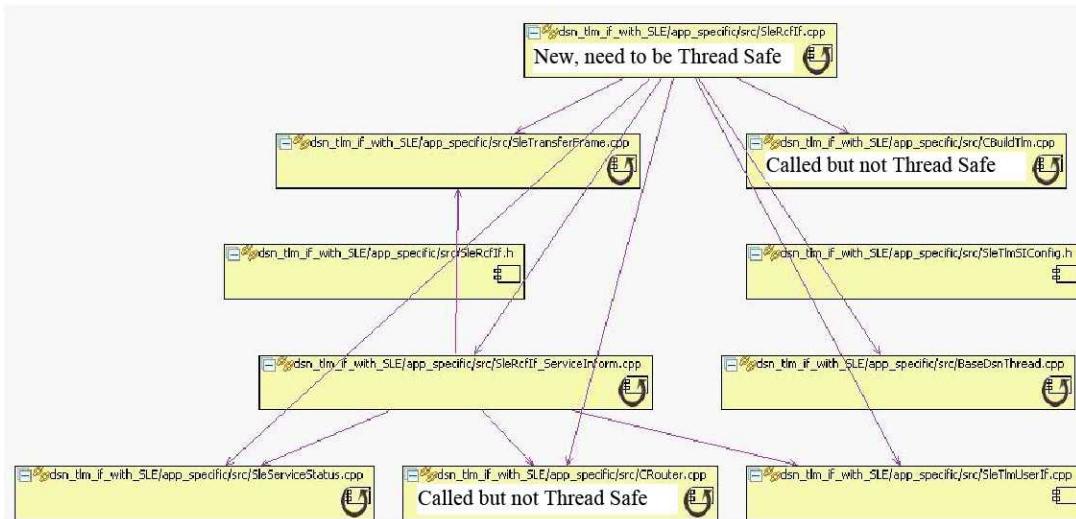 dsn_tlm_if_with_SLE/app_specific/src/SleRcfIf.cpp
New, need to be Thread Safe
dsn_tlm_if_with_SLE/app_specific/src/SleTransferFrame.cpp
dsn_tlm_if_with_SLE/app_specific/src/CBuildTlm.cpp
Called but not Thread Safe
dsn_tlm_if_with_SLE/app_specific/src/SleRcfIf.h
dsn_tlm_if_with_SLE/app_specific/src/SleTlmSIConfig.h
dsn_tlm_if_with_SLE/app_specific/src/SleRcfIf_ServiceInform.cpp
dsn_tlm_if_with_SLE/app_specific/src/BaseDsnThread.cpp
dsn_tlm_if_with_SLE/app_specific/src/SleServiceStatus.cpp
dsn_tlm_if_with_SLE/app_specific/src/CRouter.cpp
Called but not Thread Safe
dsn_tlm_if_with_SLE/app_specific/src/SleTlmUserIf.cpp